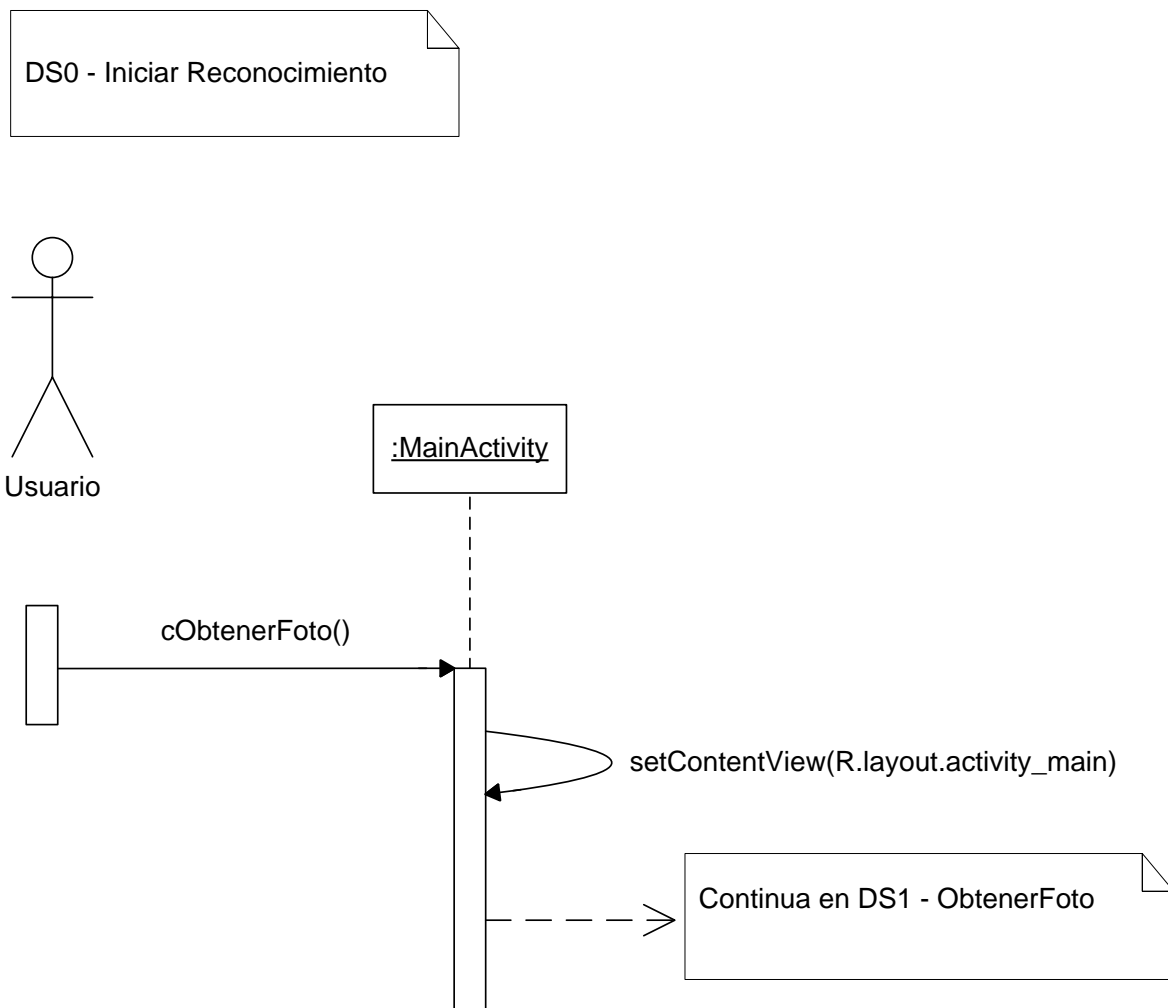 DS0 - Iniciar Reconocimiento
:MainActivity
Usuario
cObtenerFoto()
setContentView(R.layout.activity_main)
Continua en DS1 - ObtenerFoto